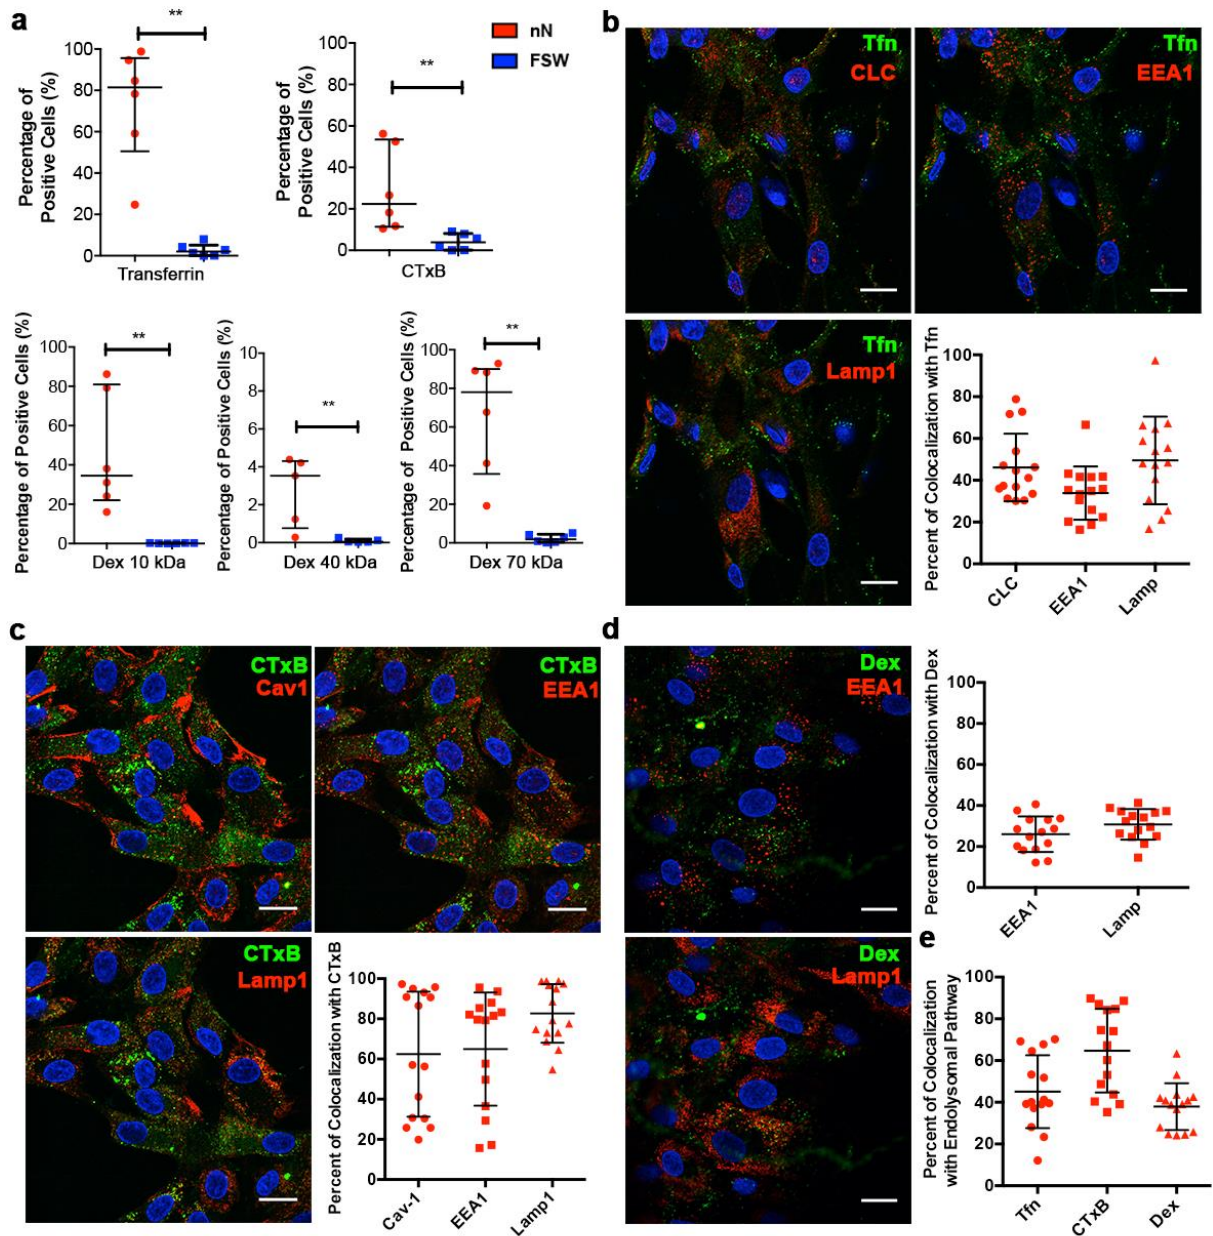 a
**
**
nN
FSW
Percentage of
Positive Cells (%)
100
80
60
40
20
0
Transferrin
Percentage of
Positive Cells (%)
100
80
60
40
20
0
CTxB
**
**
**
Percentage of Positive Cells (%)
100
80
60
40
20
0
Dex 10 kDa
Percentage of Positive Cells (%)
10
8
6
4
2
0
Dex 40 kDa
Percentage of Positive Cells (%)
100
80
60
40
20
0
Dex 70 kDa
b
Tfn
CLC
Tfn
EEA1
Tfn
Lamp1
Percent of Colocalization with Tfn
100
80
60
40
20
0
CLC
EEA1
Lamp
c
CTxB
Cav1
CTxB
EEA1
CTxB
Lamp1
Percent of Colocalization with CTxB
100
80
60
40
20
0
Cav-1
EEA1
Lamp1
d
Dex
EEA1
Dex
Lamp1
Percent of Colocalization with Dex
100
80
60
40
20
0
EEA1
Lamp
e
Percent of Colocalization
with Endolysomal Pathway
100
80
60
40
20
0
Tfn
CTxB
Dex